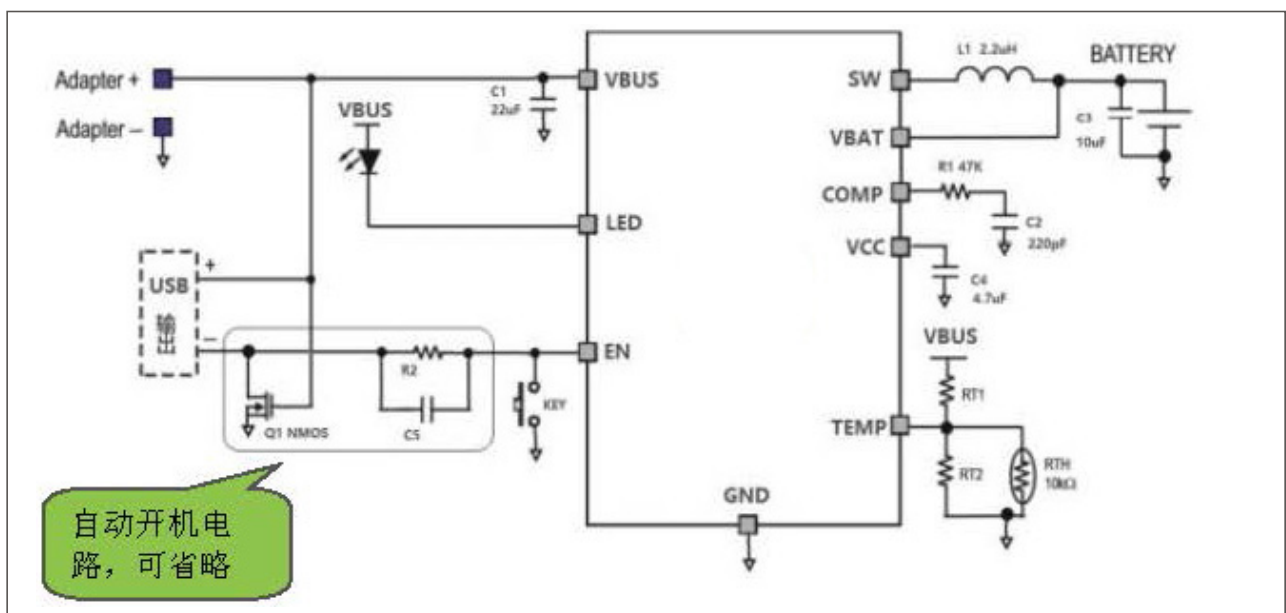 Adapter +
Adapter –
VBUS
C1
22uF
VBUS
LED
USB
输出
+
–
R2
C5
Q1 NMOS
KEY
EN
自动开机电
路，可省略
SW
L1 2.2uH
BATTERY
VBAT
C3
10uF
COMP
R1 47K
C2
220pF
VCC
C4
4.7uF
VBUS
RT1
TEMP
RT2
RTH
10kΩ
GND